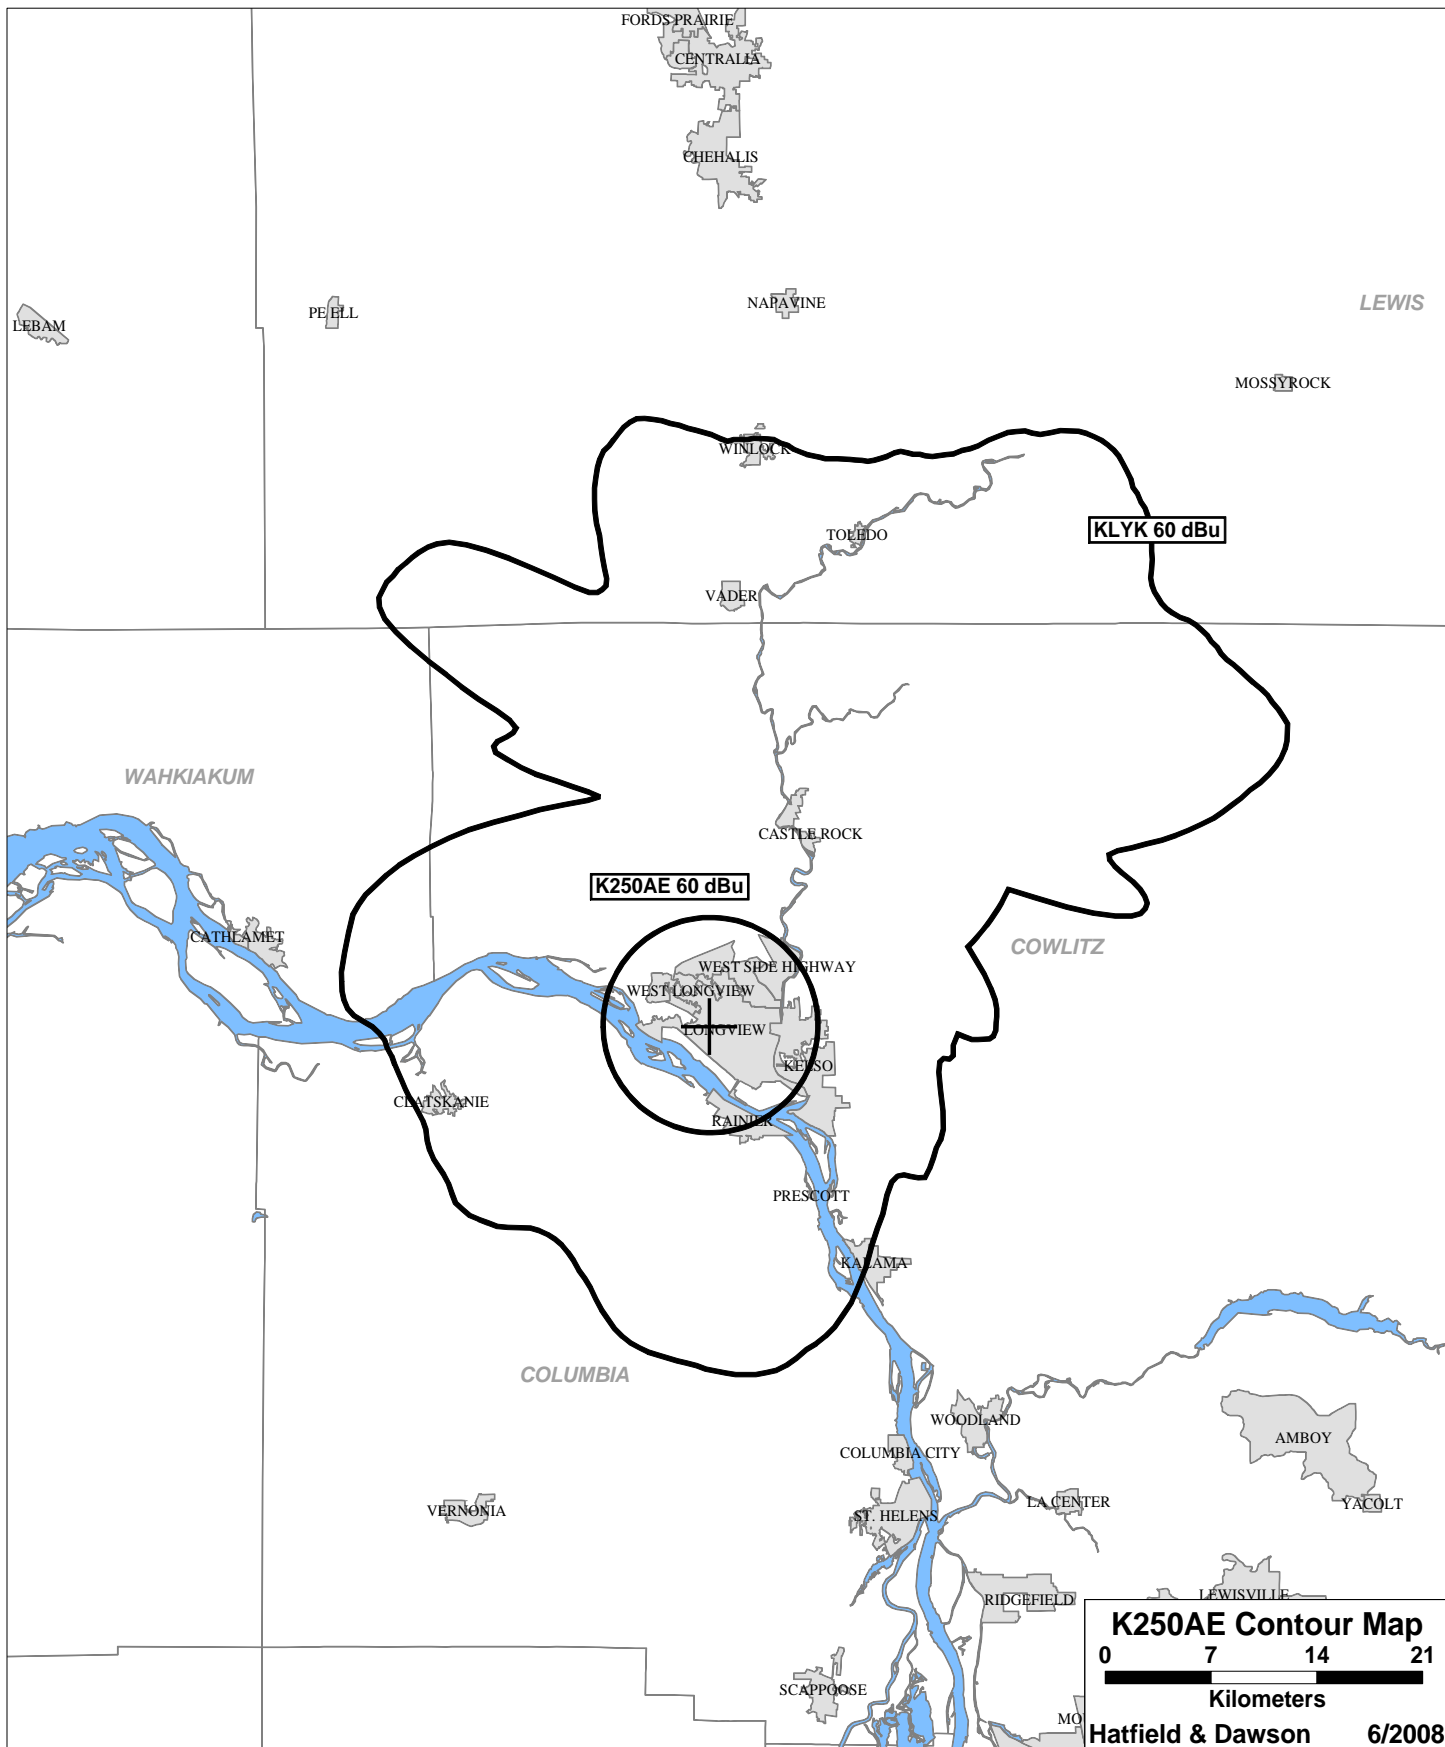 FORDS PRAIRIE
CENTRALIA
CHEHALIS
NAPAVINE
LEWIS
PE ELL
LEBAM
MOSSYROCK
WINLOCK
KLYK 60 dBu
TOLEDO
VADER
WAHKIAKUM
CASTLE ROCK
K250AE 60 dBu
CATHLAMET
COWLITZ
WEST SIDE HIGHWAY
WEST LONGVIEW
LONGVIEW
KELSO
CLATSKANIE
RAINIER
PRESCOTT
KALAMA
COLUMBIA
WOODLAND
AMBOY
COLUMBIA CITY
LA CENTER
YACOLT
VERNONIA
ST. HELENS
LEWISVILLE
RIDGEFIELD
SCAPPOOSE
MO
K250AE Contour Map
0 7 14 21
Kilometers
Hatfield & Dawson 6/2008